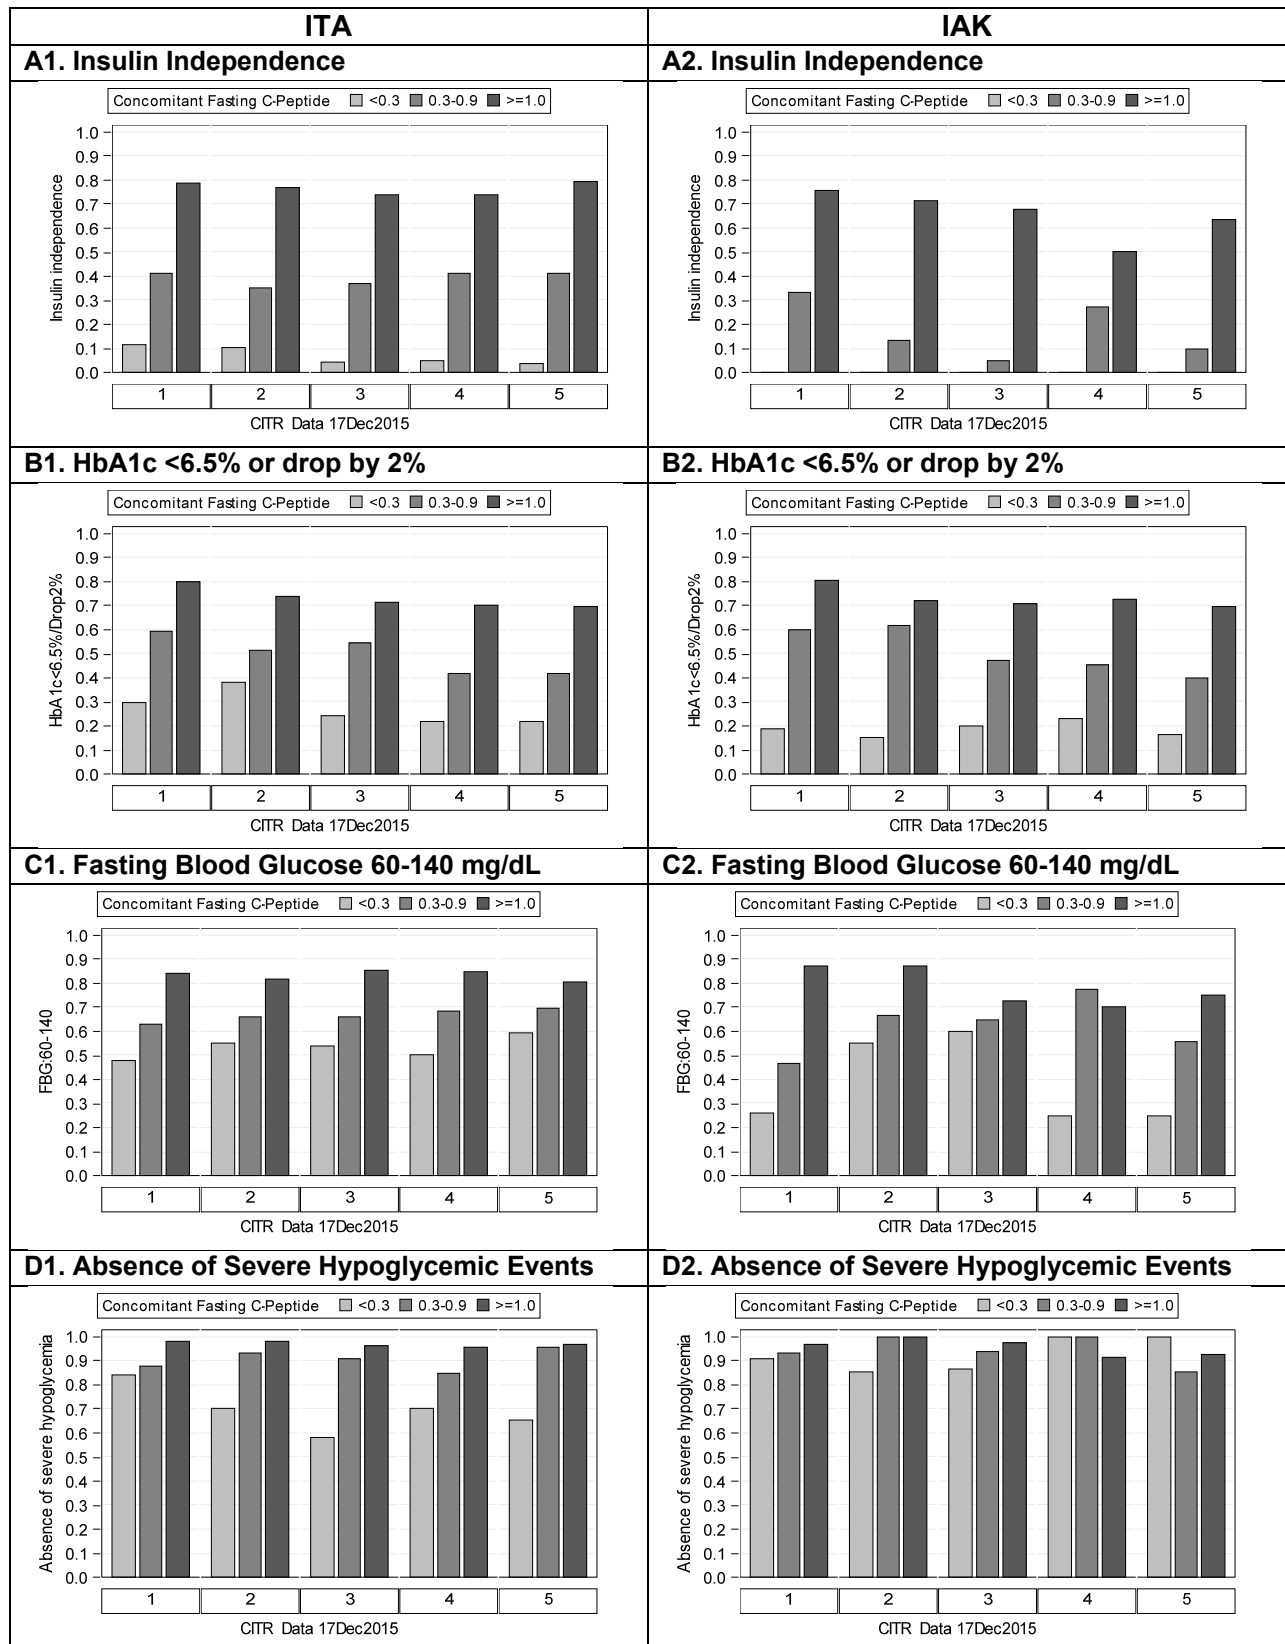 ITA
IAK
A1. Insulin Independence
A2. Insulin Independence
Concomitant Fasting C-Peptide <0.3 0.3-0.9 >=1.0
1.0
0.9
0.8
0.7
0.6
0.5
0.4
0.3
0.2
0.1
0.0
Insulin independence
1 2 3 4 5
CITR Data 17Dec2015
Concomitant Fasting C-Peptide <0.3 0.3-0.9 >=1.0
1.0
0.9
0.8
0.7
0.6
0.5
0.4
0.3
0.2
0.1
0.0
Insulin independence
1 2 3 4 5
CITR Data 17Dec2015
B1. HbA1c <6.5% or drop by 2%
B2. HbA1c <6.5% or drop by 2%
Concomitant Fasting C-Peptide <0.3 0.3-0.9 >=1.0
1.0
0.9
0.8
0.7
0.6
0.5
0.4
0.3
0.2
0.1
0.0
HbA1c<6.5%/Drop2%
1 2 3 4 5
CITR Data 17Dec2015
Concomitant Fasting C-Peptide <0.3 0.3-0.9 >=1.0
1.0
0.9
0.8
0.7
0.6
0.5
0.4
0.3
0.2
0.1
0.0
HbA1c<6.5%/Drop2%
1 2 3 4 5
CITR Data 17Dec2015
C1. Fasting Blood Glucose 60-140 mg/dL
C2. Fasting Blood Glucose 60-140 mg/dL
Concomitant Fasting C-Peptide <0.3 0.3-0.9 >=1.0
1.0
0.9
0.8
0.7
0.6
0.5
0.4
0.3
0.2
0.1
0.0
FBG:60-140
1 2 3 4 5
CITR Data 17Dec2015
Concomitant Fasting C-Peptide <0.3 0.3-0.9 >=1.0
1.0
0.9
0.8
0.7
0.6
0.5
0.4
0.3
0.2
0.1
0.0
FBG:60-140
1 2 3 4 5
CITR Data 17Dec2015
D1. Absence of Severe Hypoglycemic Events
D2. Absence of Severe Hypoglycemic Events
Concomitant Fasting C-Peptide <0.3 0.3-0.9 >=1.0
1.0
0.9
0.8
0.7
0.6
0.5
0.4
0.3
0.2
0.1
0.0
Absence of severe hypoglycemia
1 2 3 4 5
CITR Data 17Dec2015
Concomitant Fasting C-Peptide <0.3 0.3-0.9 >=1.0
1.0
0.9
0.8
0.7
0.6
0.5
0.4
0.3
0.2
0.1
0.0
Absence of severe hypoglycemia
1 2 3 4 5
CITR Data 17Dec2015